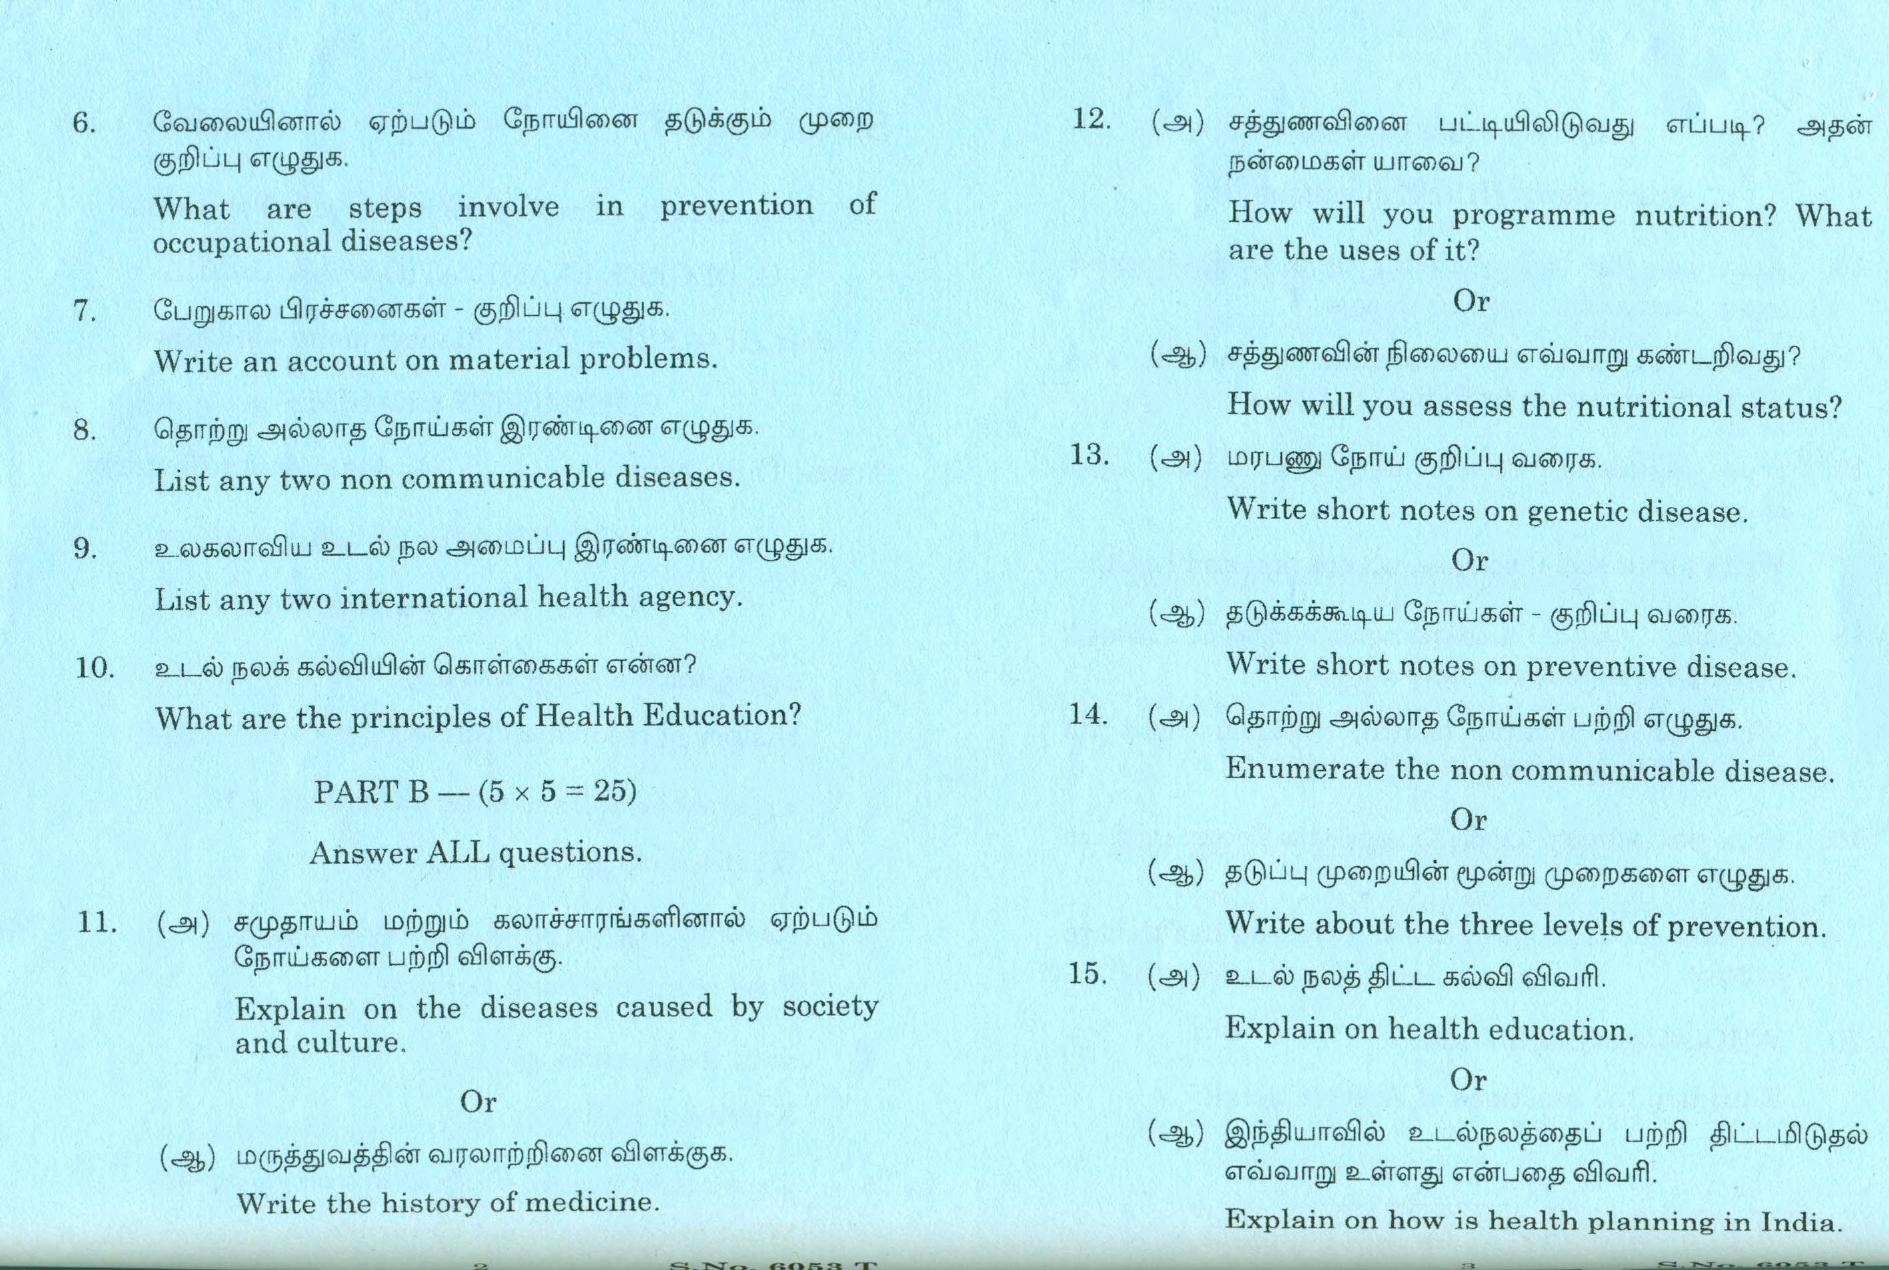 6. வேலையினால் ஏற்படும் நோயினை தடுக்கும் முறை
குறிப்பு எழுதுக.
What are steps involve in prevention of
occupational diseases?
7. பேறுகால பிரச்சனைகள் - குறிப்பு எழுதுக.
Write an account on material problems.
8. தொற்று அல்லாத நோய்கள் இரண்டினை எழுதுக.
List any two non communicable diseases.
9. உலகலாவிய உடல் நல அமைப்பு இரண்டினை எழுதுக.
List any two international health agency.
10. உடல் நலக் கல்வியின் கொள்கைகள் என்ன?
What are the principles of Health Education?
PART B — (5 × 5 = 25)
Answer ALL questions.
11. (அ) சமுதாயம் மற்றும் கலாச்சாரங்களினால் ஏற்படும்
நோய்களை பற்றி விளக்கு.
Explain on the diseases caused by society
and culture.
Or
(ஆ) மருத்துவத்தின் வரலாற்றினை விளக்குக.
Write the history of medicine.
2 S.No. 6053 T
12. (அ) சத்துணவினை பட்டியிலிடுவது எப்படி? அதன்
நன்மைகள் யாவை?
How will you programme nutrition? What
are the uses of it?
Or
(ஆ) சத்துணவின் நிலையை எவ்வாறு கண்டறிவது?
How will you assess the nutritional status?
13. (அ) மரபணு நோய் குறிப்பு வரைக.
Write short notes on genetic disease.
Or
(ஆ) தடுக்கக்கூடிய நோய்கள் - குறிப்பு வரைக.
Write short notes on preventive disease.
14. (அ) தொற்று அல்லாத நோய்கள் பற்றி எழுதுக.
Enumerate the non communicable disease.
Or
(ஆ) தடுப்பு முறையின் மூன்று முறைகளை எழுதுக.
Write about the three levels of prevention.
15. (அ) உடல் நலத் திட்ட கல்வி விவரி.
Explain on health education.
Or
(ஆ) இந்தியாவில் உடல்நலத்தைப் பற்றி திட்டமிடுதல்
எவ்வாறு உள்ளது என்பதை விவரி.
Explain on how is health planning in India.
3 S.No. 6053 T